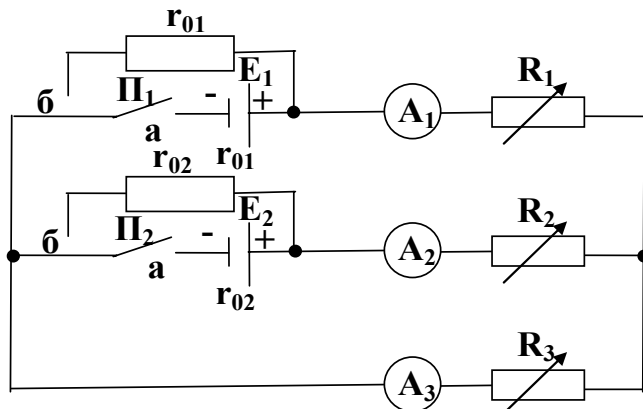 r₀₁
E₁
R₁
б П₁ - + A₁
а
r₀₁
r₀₂
E₂
R₂
б П₂ - + A₂
а
r₀₂
R₃
A₃